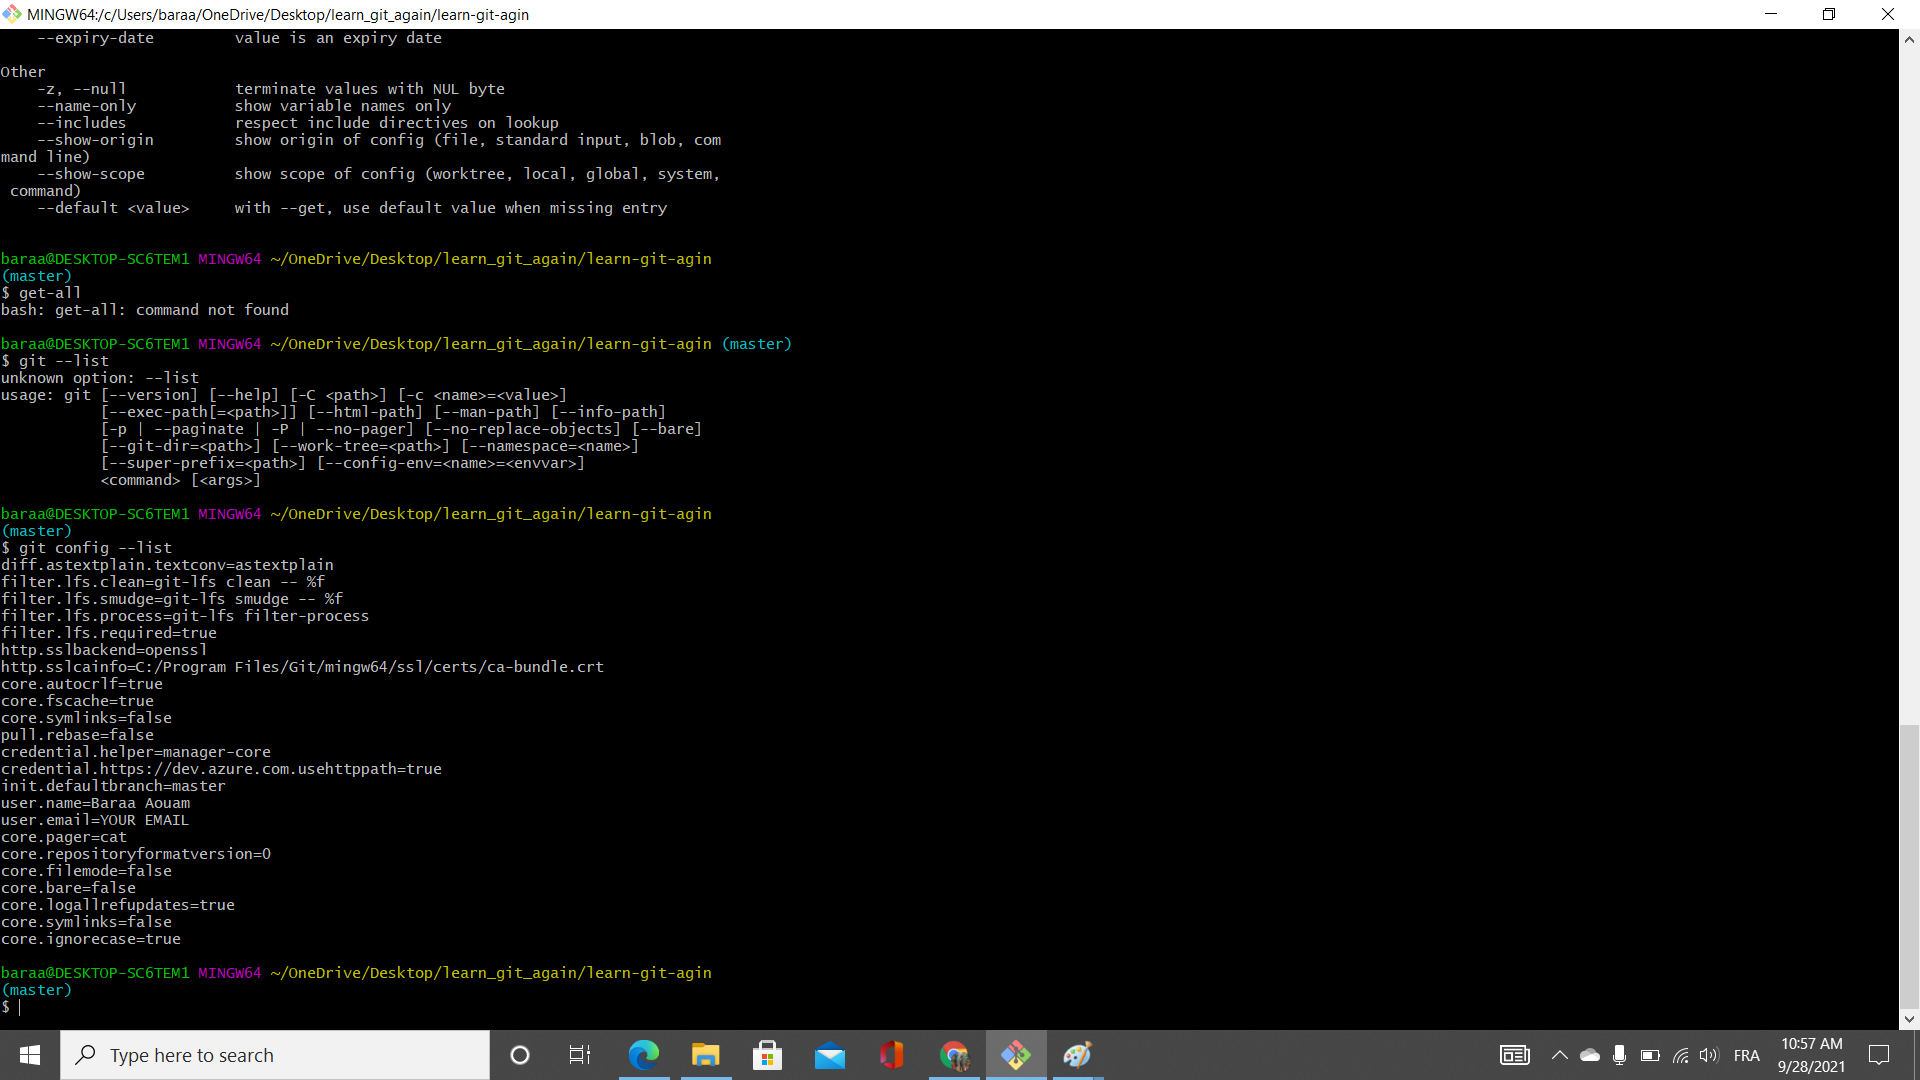 MINGW64:/c/Users/baraa/OneDrive/Desktop/learn_git_again/learn-git-agin
--expiry-date         value is an expiry date
Other
-z, --null            terminate values with NUL byte
--name-only           show variable names only
--includes            respect include directives on lookup
--show-origin         show origin of config (file, standard input, blob, com
mand line)
--show-scope          show scope of config (worktree, local, global, system,
command)
--default <value>     with --get, use default value when missing entry
baraa@DESKTOP-SC6TEM1 MINGW64 ~/OneDrive/Desktop/learn_git_again/learn-git-agin
(master)
$ get-all
bash: get-all: command not found
baraa@DESKTOP-SC6TEM1 MINGW64 ~/OneDrive/Desktop/learn_git_again/learn-git-agin (master)
$ git --list
unknown option: --list
usage: git [--version] [--help] [-C <path>] [-c <name>=<value>]
[--exec-path[=<path>]] [--html-path] [--man-path] [--info-path]
[-p | --paginate | -P | --no-pager] [--no-replace-objects] [--bare]
[--git-dir=<path>] [--work-tree=<path>] [--namespace=<name>]
[--super-prefix=<path>] [--config-env=<name>=<envvar>]
<command> [<args>]
baraa@DESKTOP-SC6TEM1 MINGW64 ~/OneDrive/Desktop/learn_git_again/learn-git-agin
(master)
$ git config --list
diff.astextplain.textconv=astextplain
filter.lfs.clean=git-lfs clean -- %f
filter.lfs.smudge=git-lfs smudge -- %f
filter.lfs.process=git-lfs filter-process
filter.lfs.required=true
http.sslbackend=openssl
http.sslcainfo=C:/Program Files/Git/mingw64/ssl/certs/ca-bundle.crt
core.autocrlf=true
core.fscache=true
core.symlinks=false
pull.rebase=false
credential.helper=manager-core
credential.https://dev.azure.com.usehttppath=true
init.defaultbranch=master
user.name=Baraa Aouam
user.email=YOUR EMAIL
core.pager=cat
core.repositoryformatversion=0
core.filemode=false
core.bare=false
core.logallrefupdates=true
core.symlinks=false
core.ignorecase=true
baraa@DESKTOP-SC6TEM1 MINGW64 ~/OneDrive/Desktop/learn_git_again/learn-git-agin
(master)
$
Type here to search
FRA
10:57 AM
9/28/2021